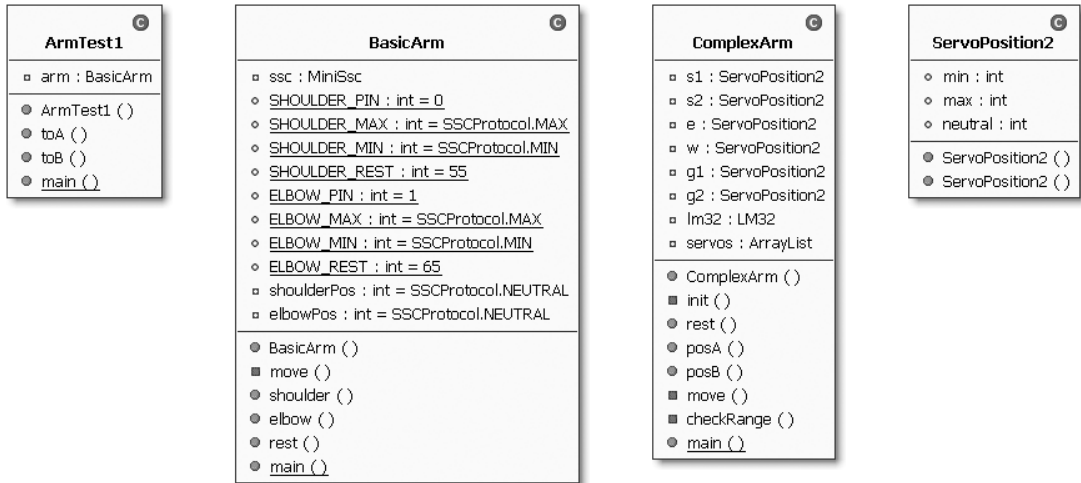 C
ArmTest1
arm : BasicArm
ArmTest1 ()
toA ()
toB ()
main ()
C
BasicArm
ssc : MiniSsc
SHOULDER_PIN : int = 0
SHOULDER_MAX : int = SSCProtocol.MAX
SHOULDER_MIN : int = SSCProtocol.MIN
SHOULDER_REST : int = 55
ELBOW_PIN : int = 1
ELBOW_MAX : int = SSCProtocol.MAX
ELBOW_MIN : int = SSCProtocol.MIN
ELBOW_REST : int = 65
shoulderPos : int = SSCProtocol.NEUTRAL
elbowPos : int = SSCProtocol.NEUTRAL
BasicArm ()
move ()
shoulder ()
elbow ()
rest ()
main ()
C
ComplexArm
s1 : ServoPosition2
s2 : ServoPosition2
e : ServoPosition2
w : ServoPosition2
g1 : ServoPosition2
g2 : ServoPosition2
lm32 : LM32
servos : ArrayList
ComplexArm ()
init ()
rest ()
posA ()
posB ()
move ()
checkRange ()
main ()
C
ServoPosition2
min : int
max : int
neutral : int
ServoPosition2 ()
ServoPosition2 ()